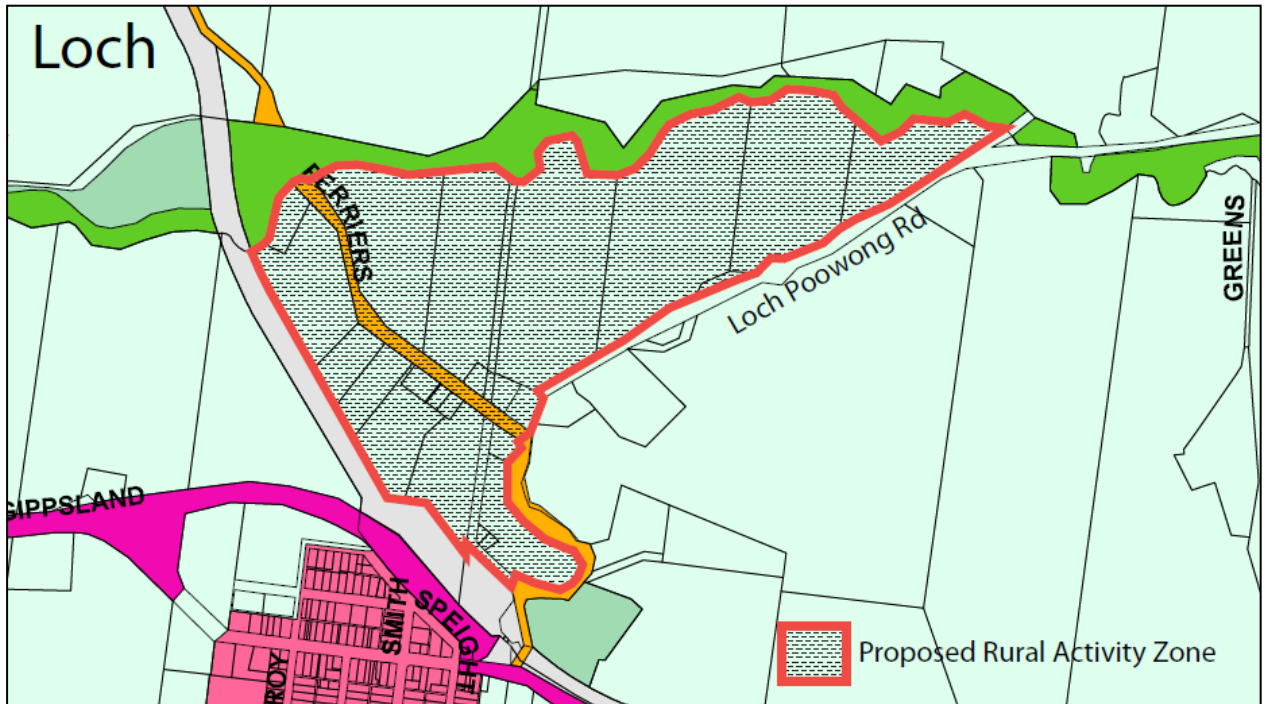 Loch
FERRIERS
GREENS
Loch Poowong Rd
GIPPSLAND
SMITH
SPEIGHT
ROY
Proposed Rural Activity Zone